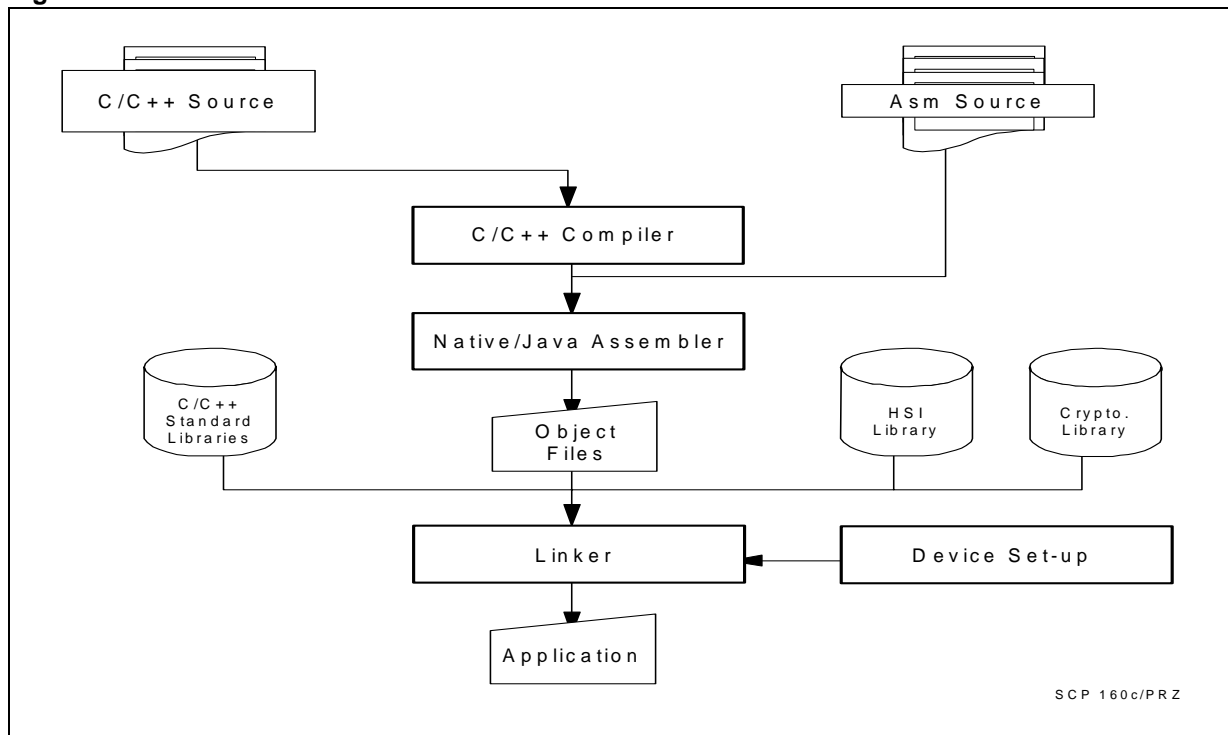 C/C++ Source
Asm Source
C/C++ Compiler
Native/Java Assembler
C/C++
Standard
Libraries
Object
Files
HSI
Library
Crypto.
Library
Linker
Device Set-up
Application
SCP 160c/PRZ